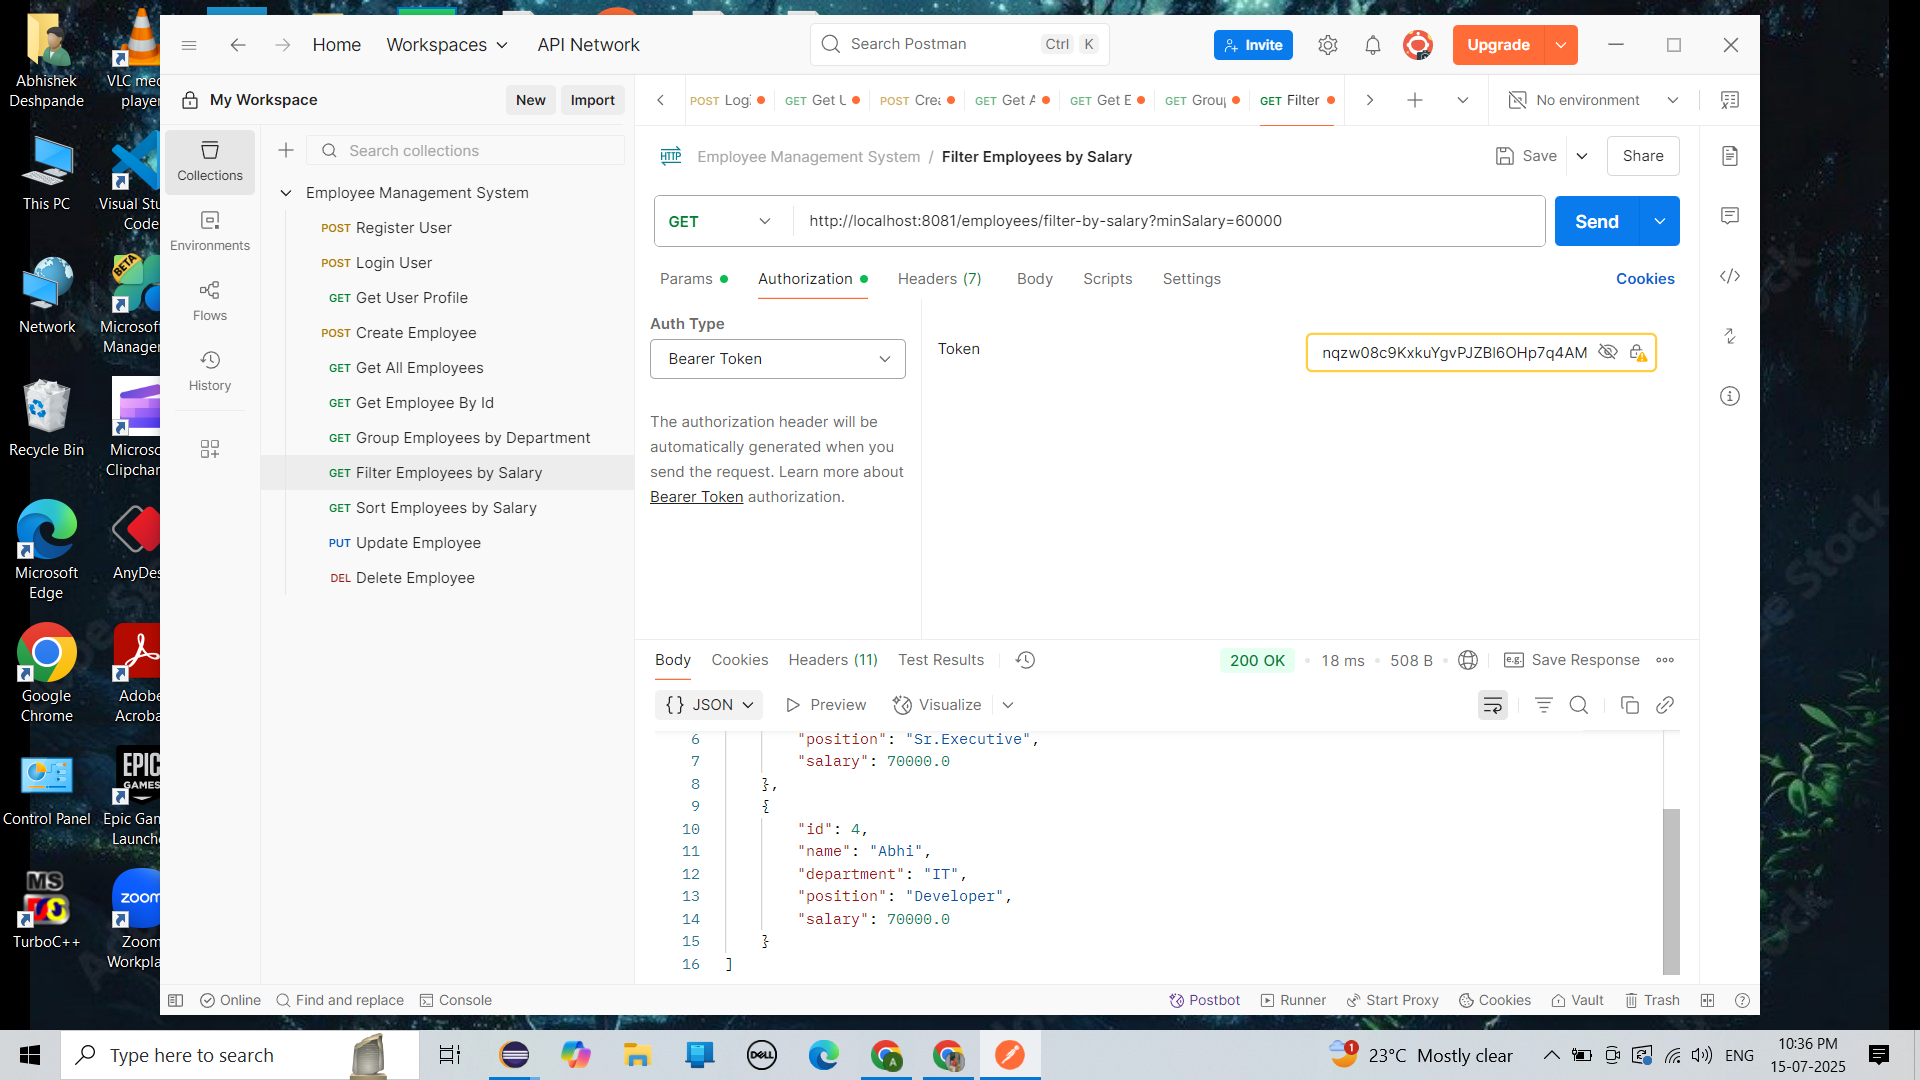 Abhishek
Deshpande
VLC med
player
This PC
Visual Stu
Code
Network
BETA
Microsof
Manager
Recycle Bin
Microso
Clipchar
Microsoft
Edge
AnyDes
Google
Chrome
Adobe
Acroba
Control Panel
EPIC
GAMES
Epic Gam
Launche
MS
TurboC++
zoom
Zoom
Workpla
Home
Workspaces
API Network
Search Postman
Ctrl
K
Invite
Upgrade
My Workspace
New
Import
POST Log
GET Get U
POST Crea
GET Get A
GET Get E
GET Grou
GET Filter
No environment
Collections
Environments
Flows
History
Search collections
Employee Management System
POST Register User
POST Login User
GET Get User Profile
POST Create Employee
GET Get All Employees
GET Get Employee By Id
GET Group Employees by Department
GET Filter Employees by Salary
GET Sort Employees by Salary
PUT Update Employee
DEL Delete Employee
HTTP
Employee Management System / Filter Employees by Salary
Save
Share
GET
http://localhost:8081/employees/filter-by-salary?minSalary=60000
Send
Params
Authorization
Headers (7)
Body
Scripts
Settings
Cookies
Auth Type
Bearer Token
The authorization header will be
automatically generated when you
send the request. Learn more about
Bearer Token authorization.
Token
nqzw08c9KxkuYgvPJZBl6OHp7q4AM
Body
Cookies
Headers (11)
Test Results
200 OK
18 ms
508 B
e.g.
Save Response
{} JSON
Preview
Visualize
6 "position": "Sr.Executive",
7 "salary": 70000.0
8 },
9 {
10 "id": 4,
11 "name": "Abhi",
12 "department": "IT",
13 "position": "Developer",
14 "salary": 70000.0
15 }
16 ]
Online
Find and replace
Console
Postbot
Runner
Start Proxy
Cookies
Vault
Trash
Type here to search
DELL
A
1
23°C Mostly clear
ENG
10:36 PM
15-07-2025